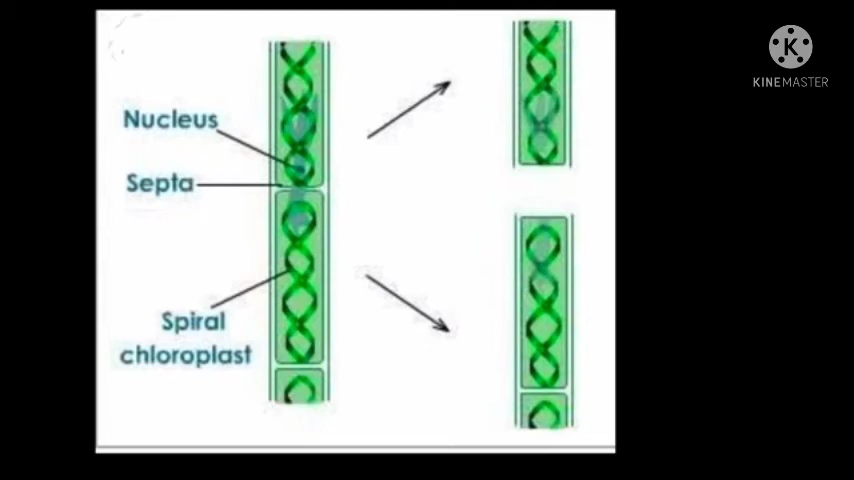 Nucleus
Septa
Spiral
chloroplast
K
KINEMASTER